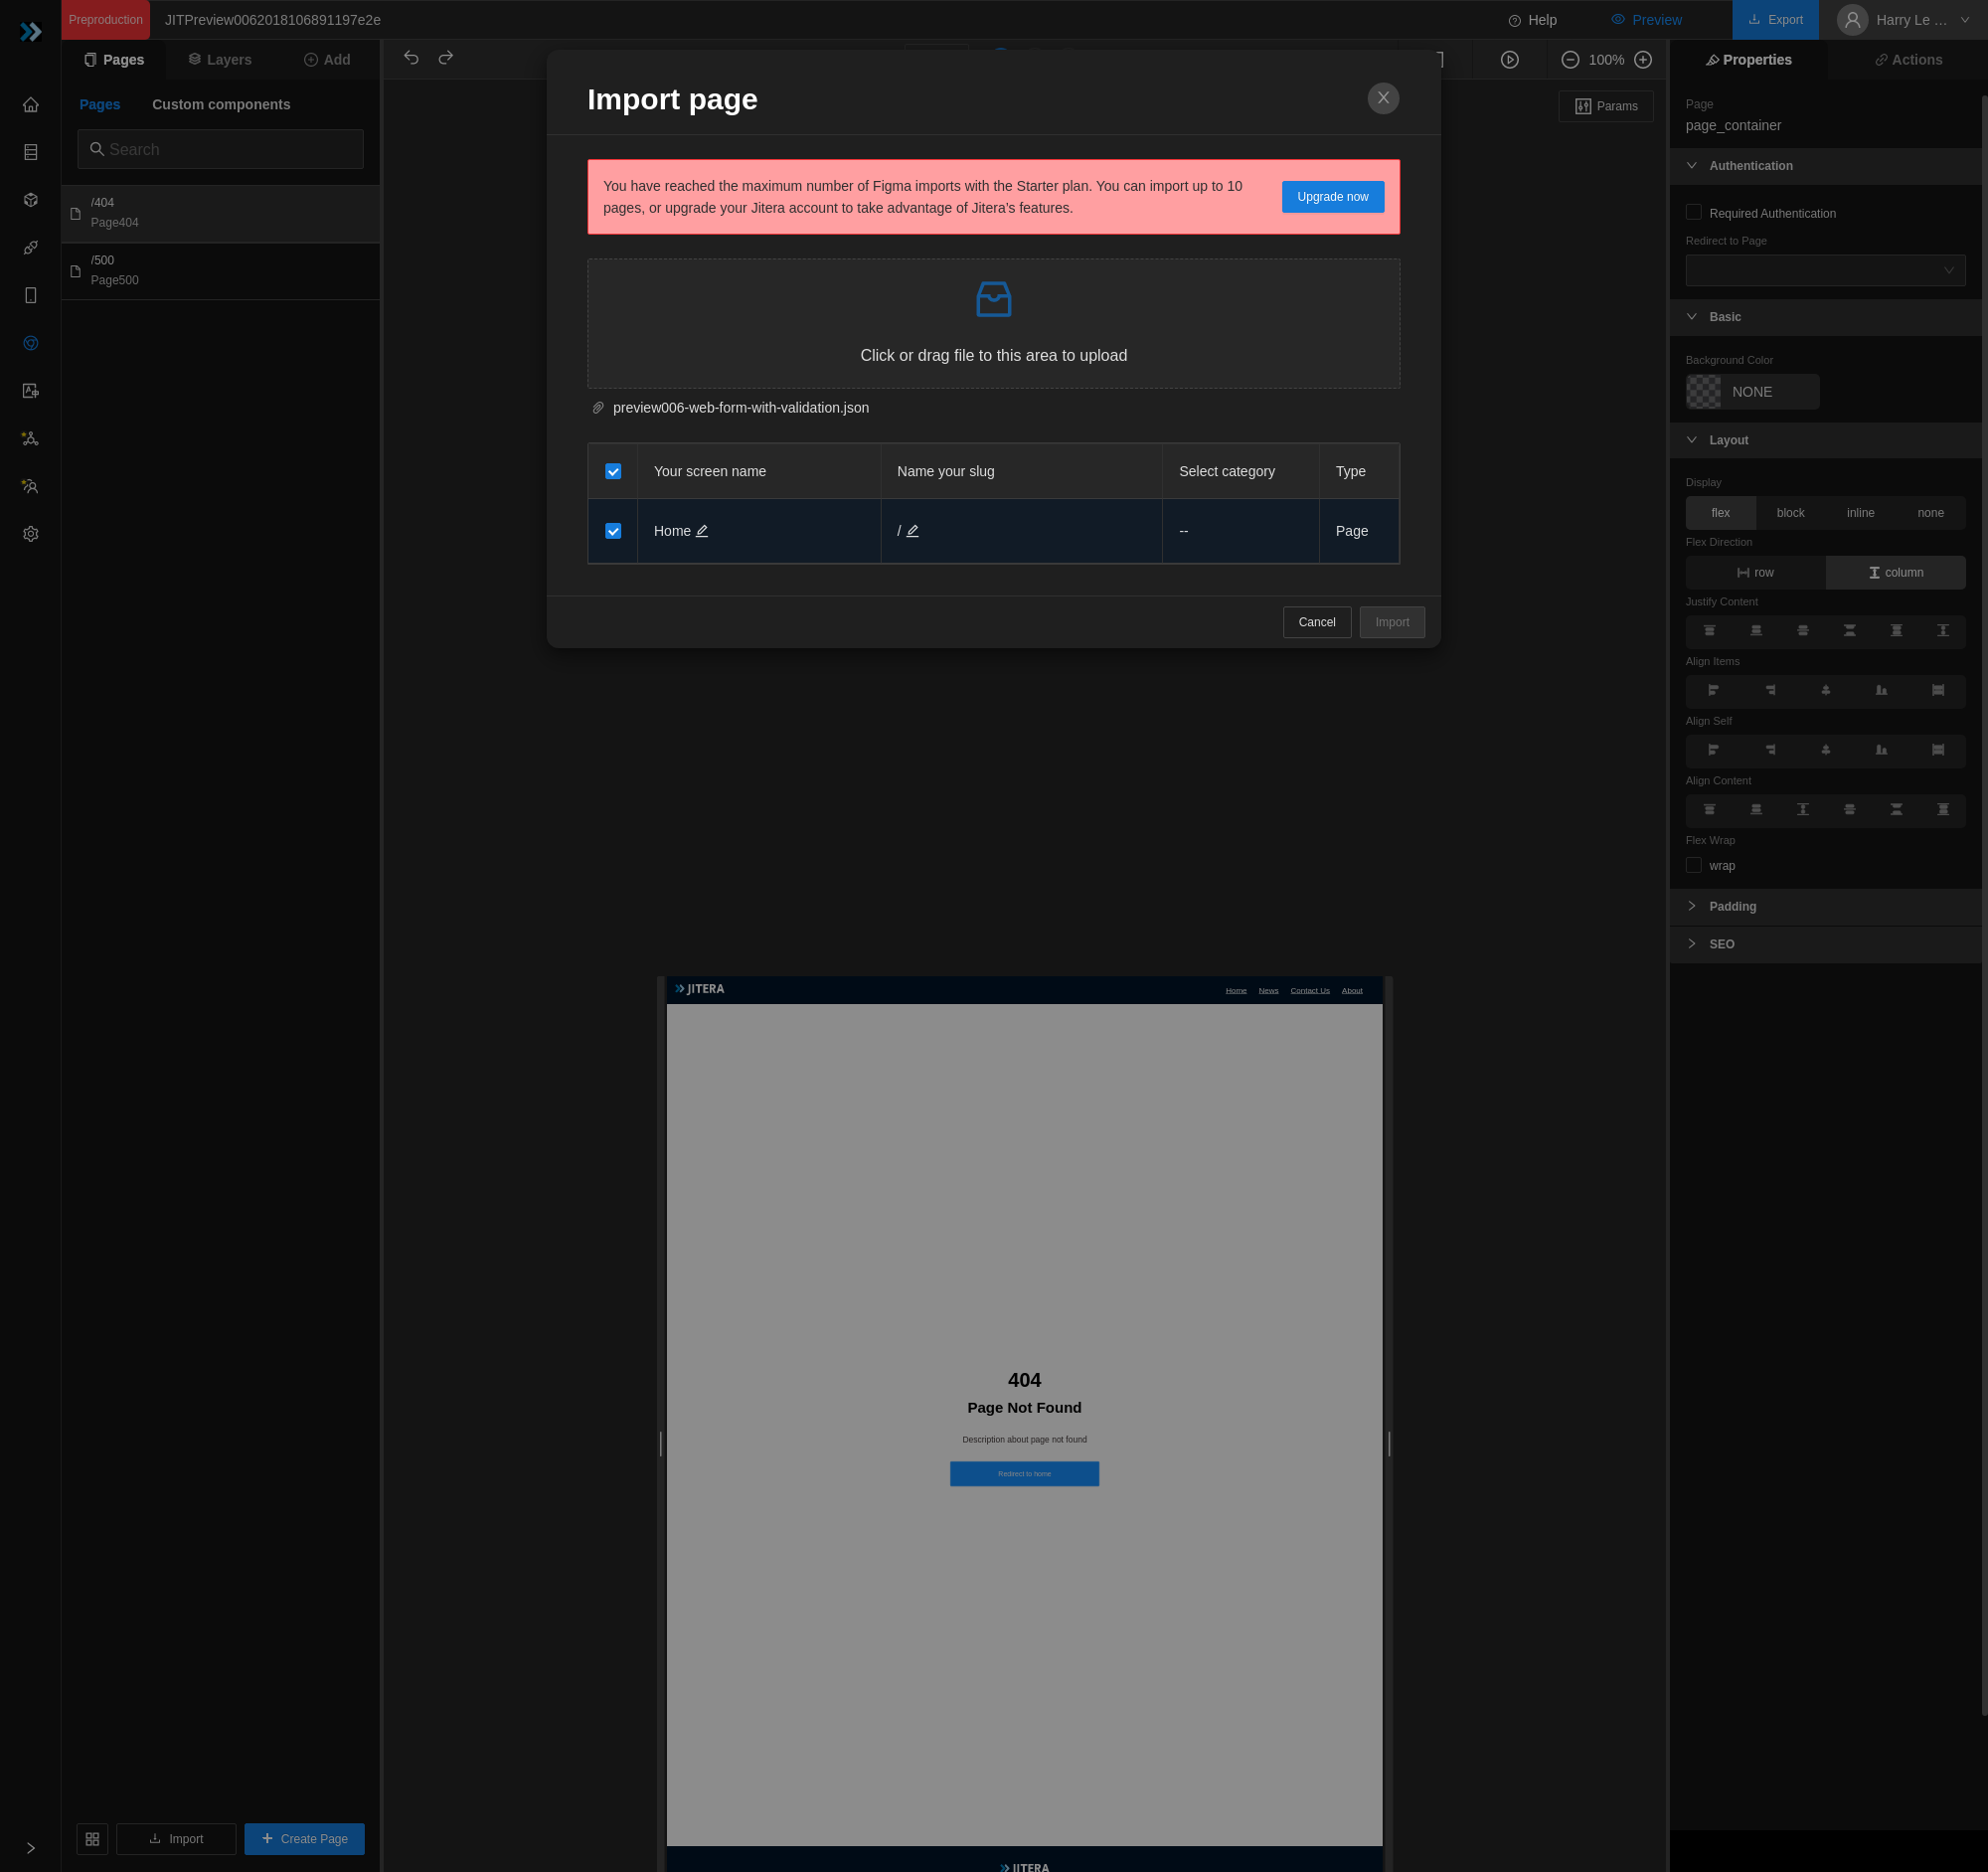 Preproduction
JITPreview0062018106891197e2e
Help
Preview
Export
Harry Le ...
Pages
Layers
Add
100%
Properties
Actions
Pages
Custom components
Search
/404
Page404
/500
Page500
Params
Import page
You have reached the maximum number of Figma imports with the Starter plan. You can import up to 10
pages, or upgrade your Jitera account to take advantage of Jitera's features.
Upgrade now
Click or drag file to this area to upload
preview006-web-form-with-validation.json
Your screen name
Name your slug
Select category
Type
Home
/
--
Page
Cancel
Import
Page
page_container
Authentication
Required Authentication
Redirect to Page
Basic
Background Color
NONE
Layout
Display
flex
block
inline
none
Flex Direction
row
column
Justify Content
Align Items
Align Self
Align Content
Flex Wrap
wrap
Padding
SEO
JITERA
Home
News
Contact Us
About
404
Page Not Found
Description about page not found
Redirect to home
JITERA
Import
Create Page